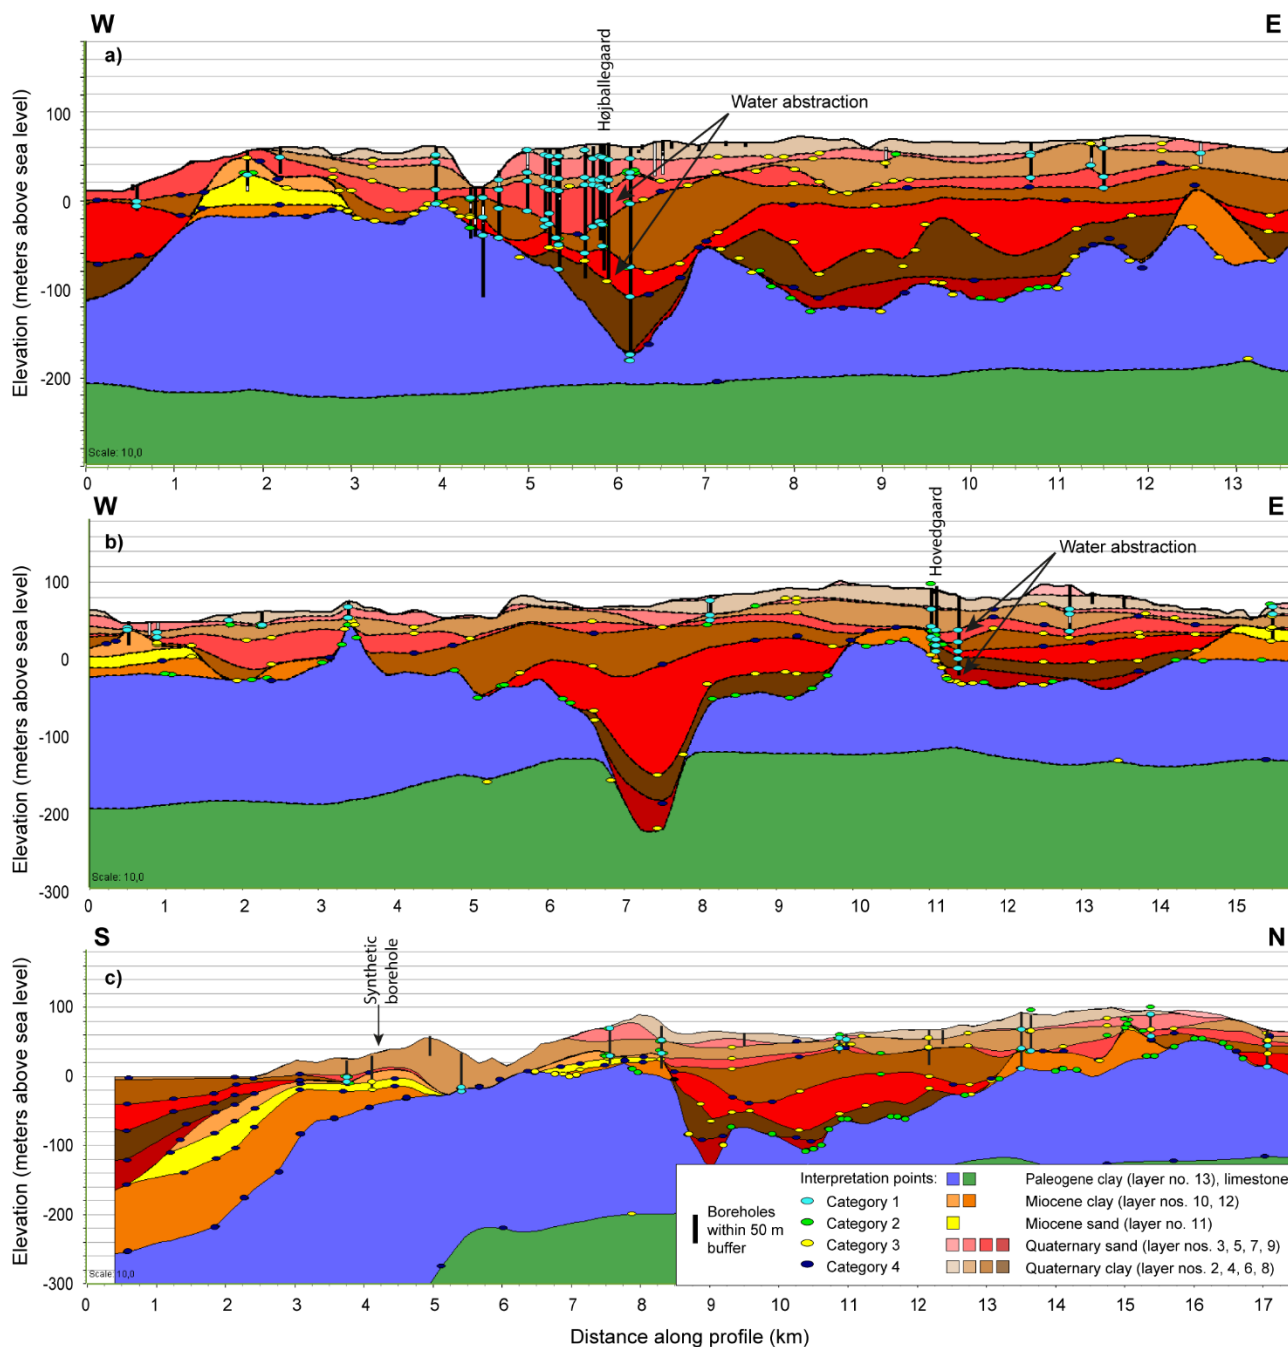 W
E
a)
Højballegaard
Water abstraction
Elevation (meters above sea level)
100
0
-100
-200
Scale: 10,0
0 1 2 3 4 5 6 7 8 9 10 11 12 13
W
E
b)
Hovedgaard
Water abstraction
Elevation (meters above sea level)
100
0
-100
-200
-300
Scale: 10,0
0 1 2 3 4 5 6 7 8 9 10 11 12 13 14 15
S
N
c)
Synthetic
borehole
Elevation (meters above sea level)
100
0
-100
-200
-300
Scale: 10,0
Boreholes
within 50 m
buffer
Interpretation points:
Category 1
Category 2
Category 3
Category 4
Paleogene clay (layer no. 13), limestone
Miocene clay (layer nos. 10, 12)
Miocene sand (layer no. 11)
Quaternary sand (layer nos. 3, 5, 7, 9)
Quaternary clay (layer nos. 2, 4, 6, 8)
0 1 2 3 4 5 6 7 8 9 10 11 12 13 14 15 16 17
Distance along profile (km)